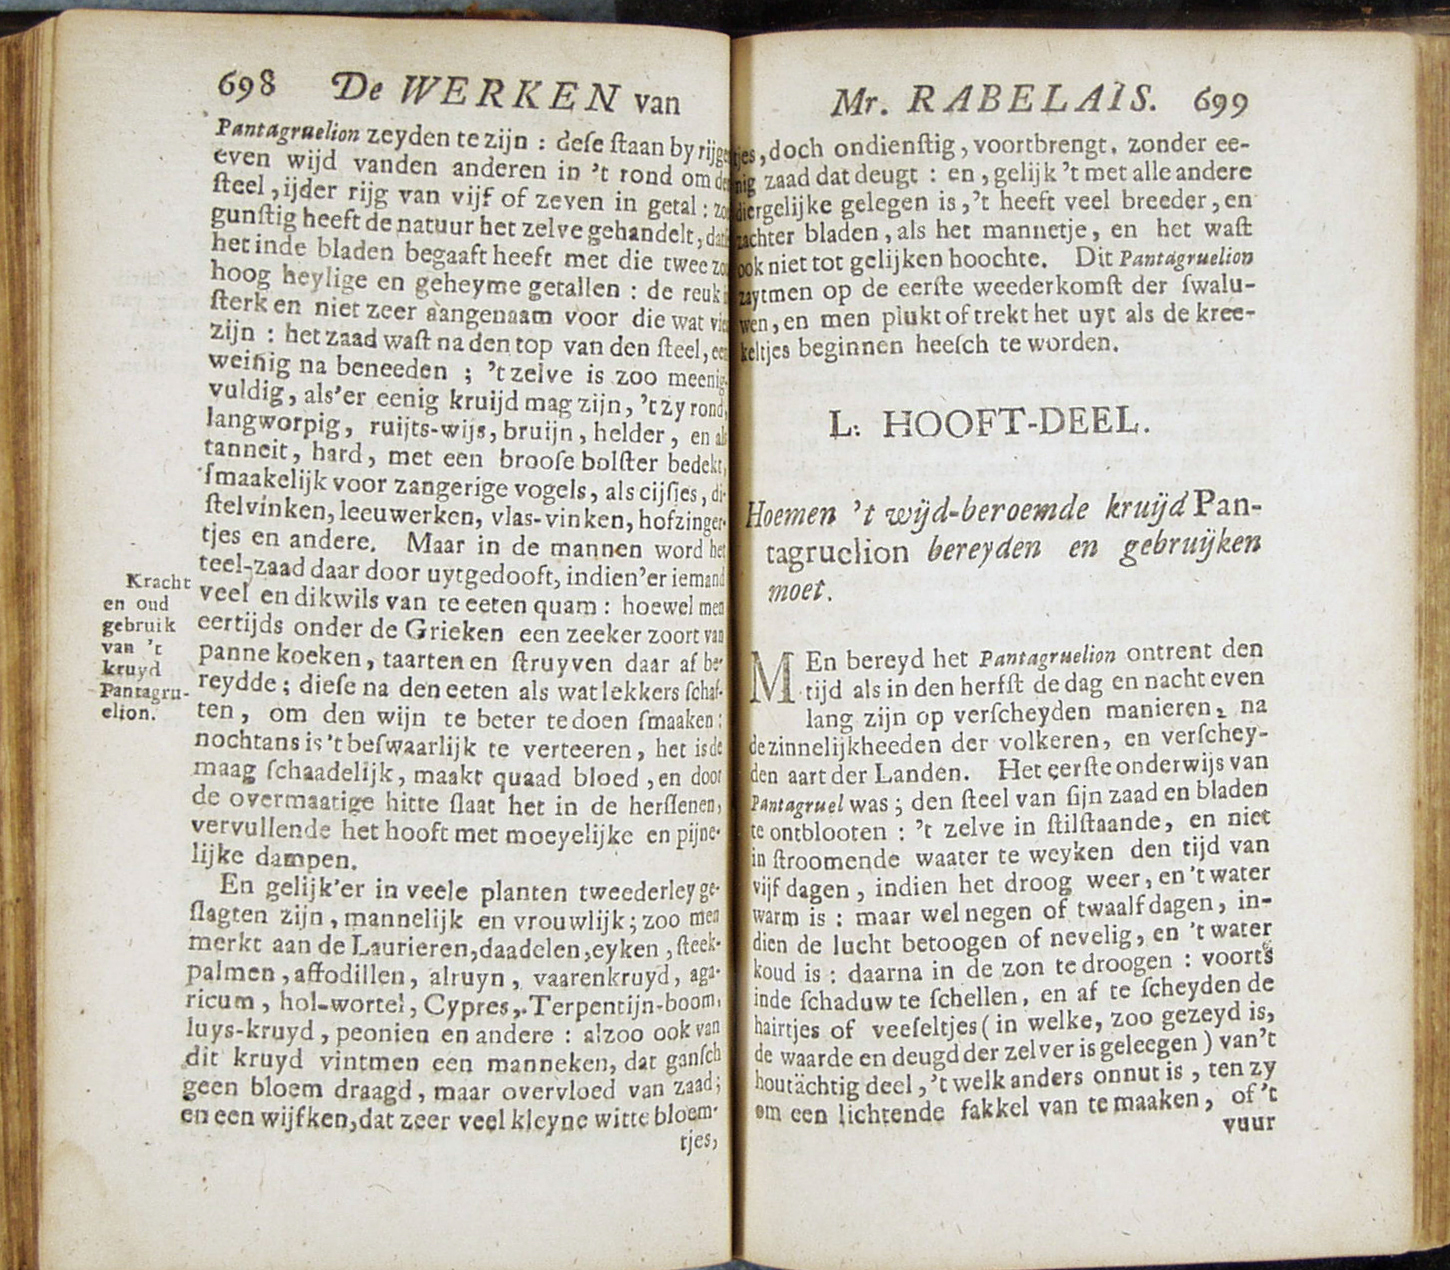 698 De WERKEN van
Pantagruelion zeyden te zijn : deſe ſtaan by rijge
even wijd vanden anderen in 't rond om de
ſteel, ijder rijg van vijf of zeven in getal : zo
gunſtig heeft de natuur het zelve gehandelt, dat
het inde bladen begaaft heeft met die twee zo
hoog heylige en geheyme getallen : de reuk
ſterk en niet zeer aangenaam voor die wat
zijn : het zaad waſt na den top van den ſteel, een
weinig na beneeden ; 't zelve is zoo meenig-
vuldig, als'er eenig kruijd mag zijn, 't zy rond,
langworpig, ruijts-wijs, bruijn, helder, en als
tanneit, hard, met een brooſe bolſter bedekt,
ſmaakelijk voor zangerige vogels, als cijſies, di-
ſtelvinken, leeuwerken, vlas-vinken, hofzinger-
tjes en andere. Maar in de mannen word het
teel-zaad daar door uytgedooft, indien'er iemand
veel en dikwils van te eeten quam : hoewel men
eertijds onder de Grieken een zeeker zoort van
panne koeken, taarten en ſtruyven daar af be-
reydde ; dieſe na den eeten als wat lekkers ſchaf-
ten, om den wijn te beter te doen ſmaaken :
nochtans is 't beſwaarlijk te verteeren, het is de
maag ſchaadelijk, maakt quaad bloed, en door
de overmaatige hitte ſlaat het in de herſſenen,
vervullende het hooft met moeyelijke en pijne-
lijke dampen.
En gelijk'er in veele planten tweederley ge-
ſlagten zijn, mannelijk en vrouwlijk ; zoo men
merkt aan de Laurieren, daadelen, eyken, ſteek-
palmen, affodillen, alruyn, vaarenkruyd, aga-
ricum, hol-wortel, Cypres, Terpentijn-boom,
luys-kruyd, peonien en andere : alzoo ook van
dit kruyd vintmen een manneken, dat ganſch
geen bloem draagd, maar overvloed van zaad ;
en een wijfken, dat zeer veel kleyne witte bloem-
tjes,
Kracht
en oud
gebruik
van 't
kruyd
Pantagru-
elion.
Mr. RABELAIS. 699
tjes, doch ondienſtig, voortbrengt, zonder ee-
nig zaad dat deugt : en, gelijk 't met alle andere
diergelijke gelegen is, 't heeft veel breeder, en
zachter bladen, als het mannetje, en het waſt
ook niet tot gelijken hoochte. Dit Pantagruelion
zaytmen op de eerſte weederkomſt der ſwalu-
wen, en men plukt of trekt het uyt als de kree-
keltjes beginnen heeſch te worden.
L. HOOFT-DEEL.
Hoemen 't wijd-beroemde kruijd Pan-
tagruelion bereyden en gebruijken
moet.
MEn bereyd het Pantagruelion ontrent den
tijd als in den herfſt de dag en nacht even
lang zijn op verſcheyden manieren, na
de zinnelijkheeden der volkeren, en verſchey-
den aart der Landen. Het eerſte onderwijs van
Pantagruel was ; den ſteel van ſijn zaad en bladen
te ontblooten : 't zelve in ſtilſtaande, en niet
in ſtroomende waater te weyken den tijd van
vijf dagen, indien het droog weer, en 't water
warm is : maar wel negen of twaalf dagen, in-
dien de lucht betoogen of nevelig, en 't water
koud is : daarna in de zon te droogen : voorts
inde ſchaduw te ſchellen, en af te ſcheyden de
hairtjes of veeſeltjes ( in welke, zoo gezeyd is,
de waarde en deugd der zelver is geleegen ) van't
houtachtig deel, 't welk anders onnut is, ten zy
om een lichtende fakkel van te maaken, of 't
vuur